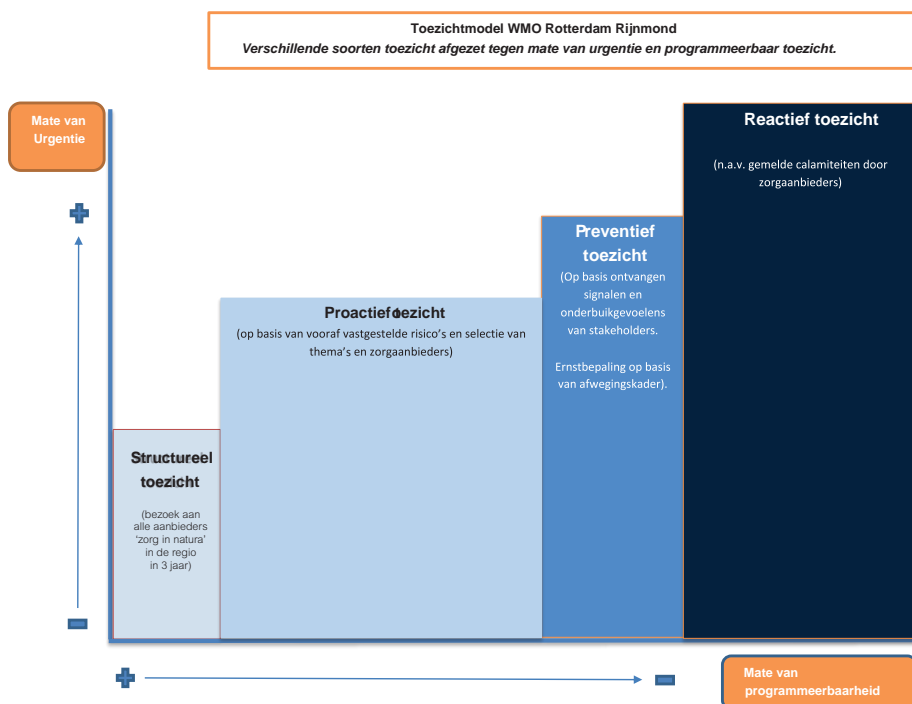 Toezichtmodel WMO Rotterdam Rijnmond
Verschillende soorten toezicht afgezet tegen mate van urgentie en programmeerbaar toezicht.
Mate van
Urgentie
Reactief toezicht
(n.a.v. gemelde calamiteiten door
zorgaanbieders)
Preventief
toezicht
(Op basis ontvangen
signalen en
onderbuikgevoelens
van stakeholders.
Ernstbepaling op basis
van afwegingskader).
Proactief toezicht
(op basis van vooraf vastgestelde risico's en selectie van
thema's en zorgaanbieders)
Structureel
toezicht
(bezoek aan
alle aanbieders
'zorg in natura'
in de regio
in 3 jaar)
Mate van
programmeerbaarheid